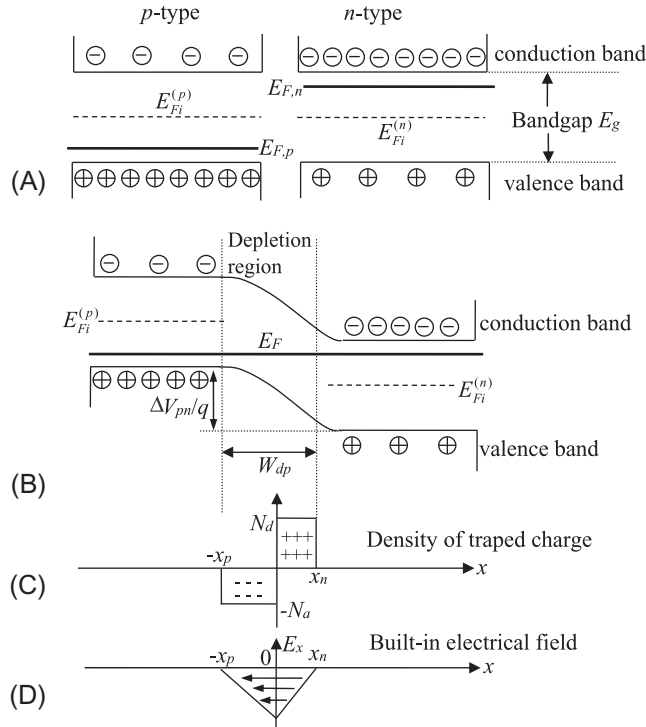 p-type
n-type
conduction band
E_{F,n}
E_{Fi}^{(p)}
E_{Fi}^{(n)}
Bandgap E_g
E_{F,p}
(A)
valence band
Depletion
region
E_{Fi}^{(p)}
conduction band
E_F
E_{Fi}^{(n)}
ΔV_{pn}/q
valence band
W_{dp}
(B)
N_d
+++
+++
-x_p
x_n
x
Density of traped charge
- - -
- - -
-N_a
(C)
E_x
Built-in electrical field
-x_p
0
x_n
x
(D)